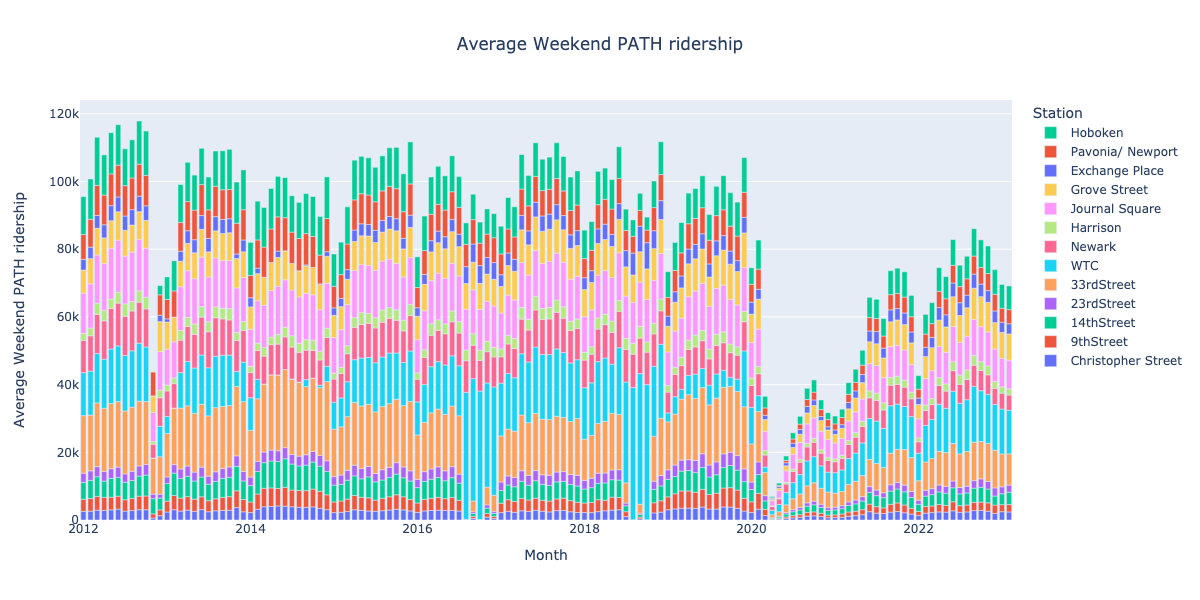 Average Weekend PATH ridership
Average Weekend PATH ridership
120k
100k
80k
60k
40k
20k
0
2012
2014
2016
2018
2020
2022
Month
Station
Hoboken
Pavonia/ Newport
Exchange Place
Grove Street
Journal Square
Harrison
Newark
WTC
33rdStreet
23rdStreet
14thStreet
9thStreet
Christopher Street